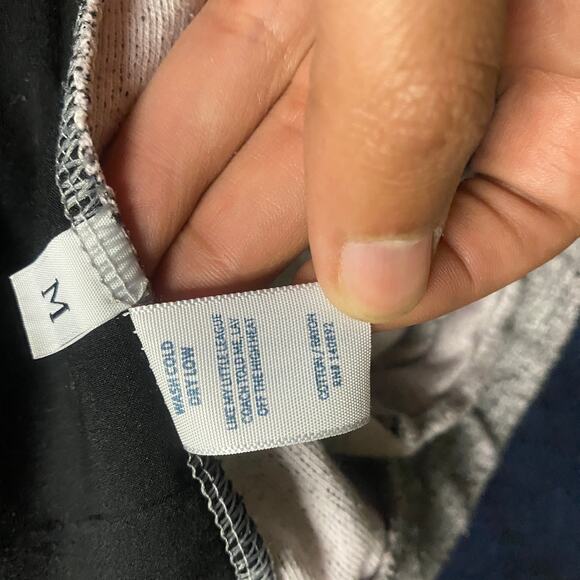 M
WASH COLD
DRY LOW
LIKE MY LITTLE LEAGUE
COACH TOLD ME, LAY
OFF THE HIGH HEAT
COTTON / RAYON
RN# 141872